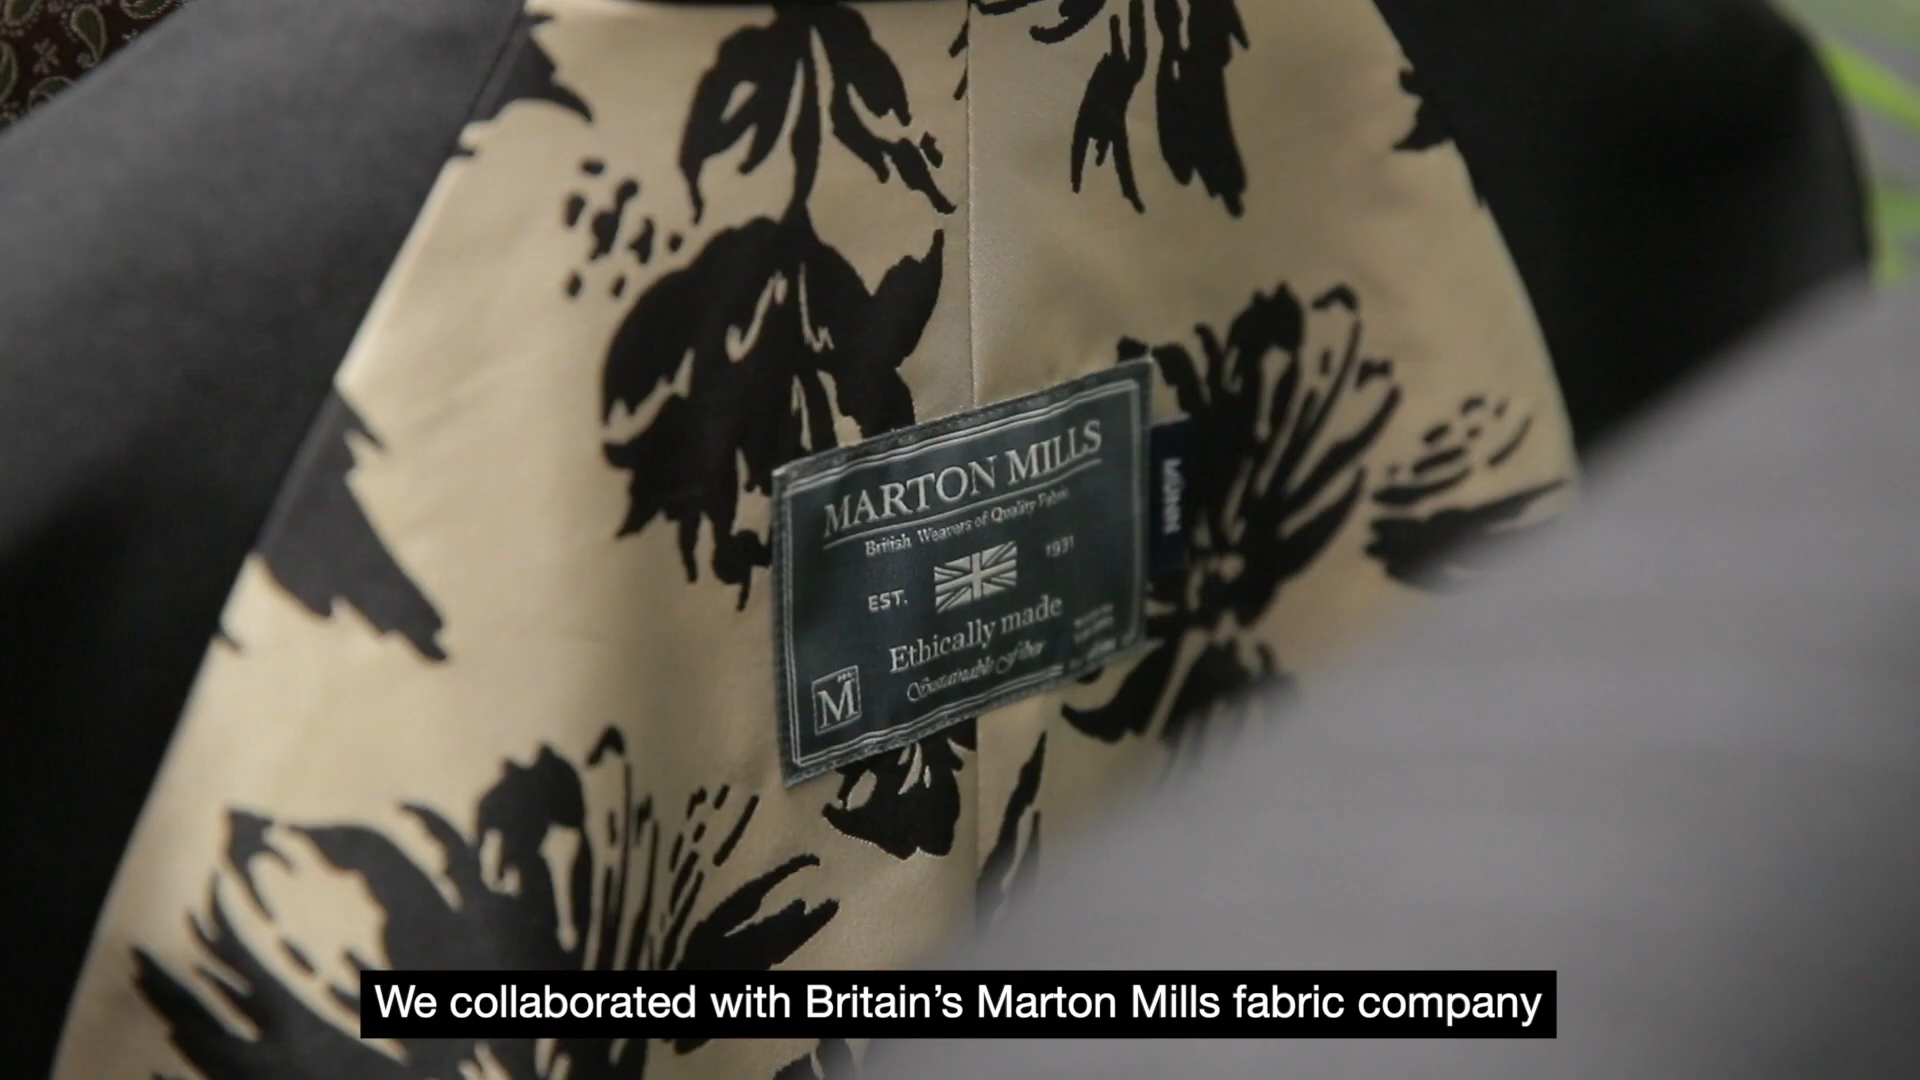 MARTON MILLS
British Weavers of Quality Fabric
EST. 1931
Ethically made
Sustainable Fiber
M
We collaborated with Britain’s Marton Mills fabric company